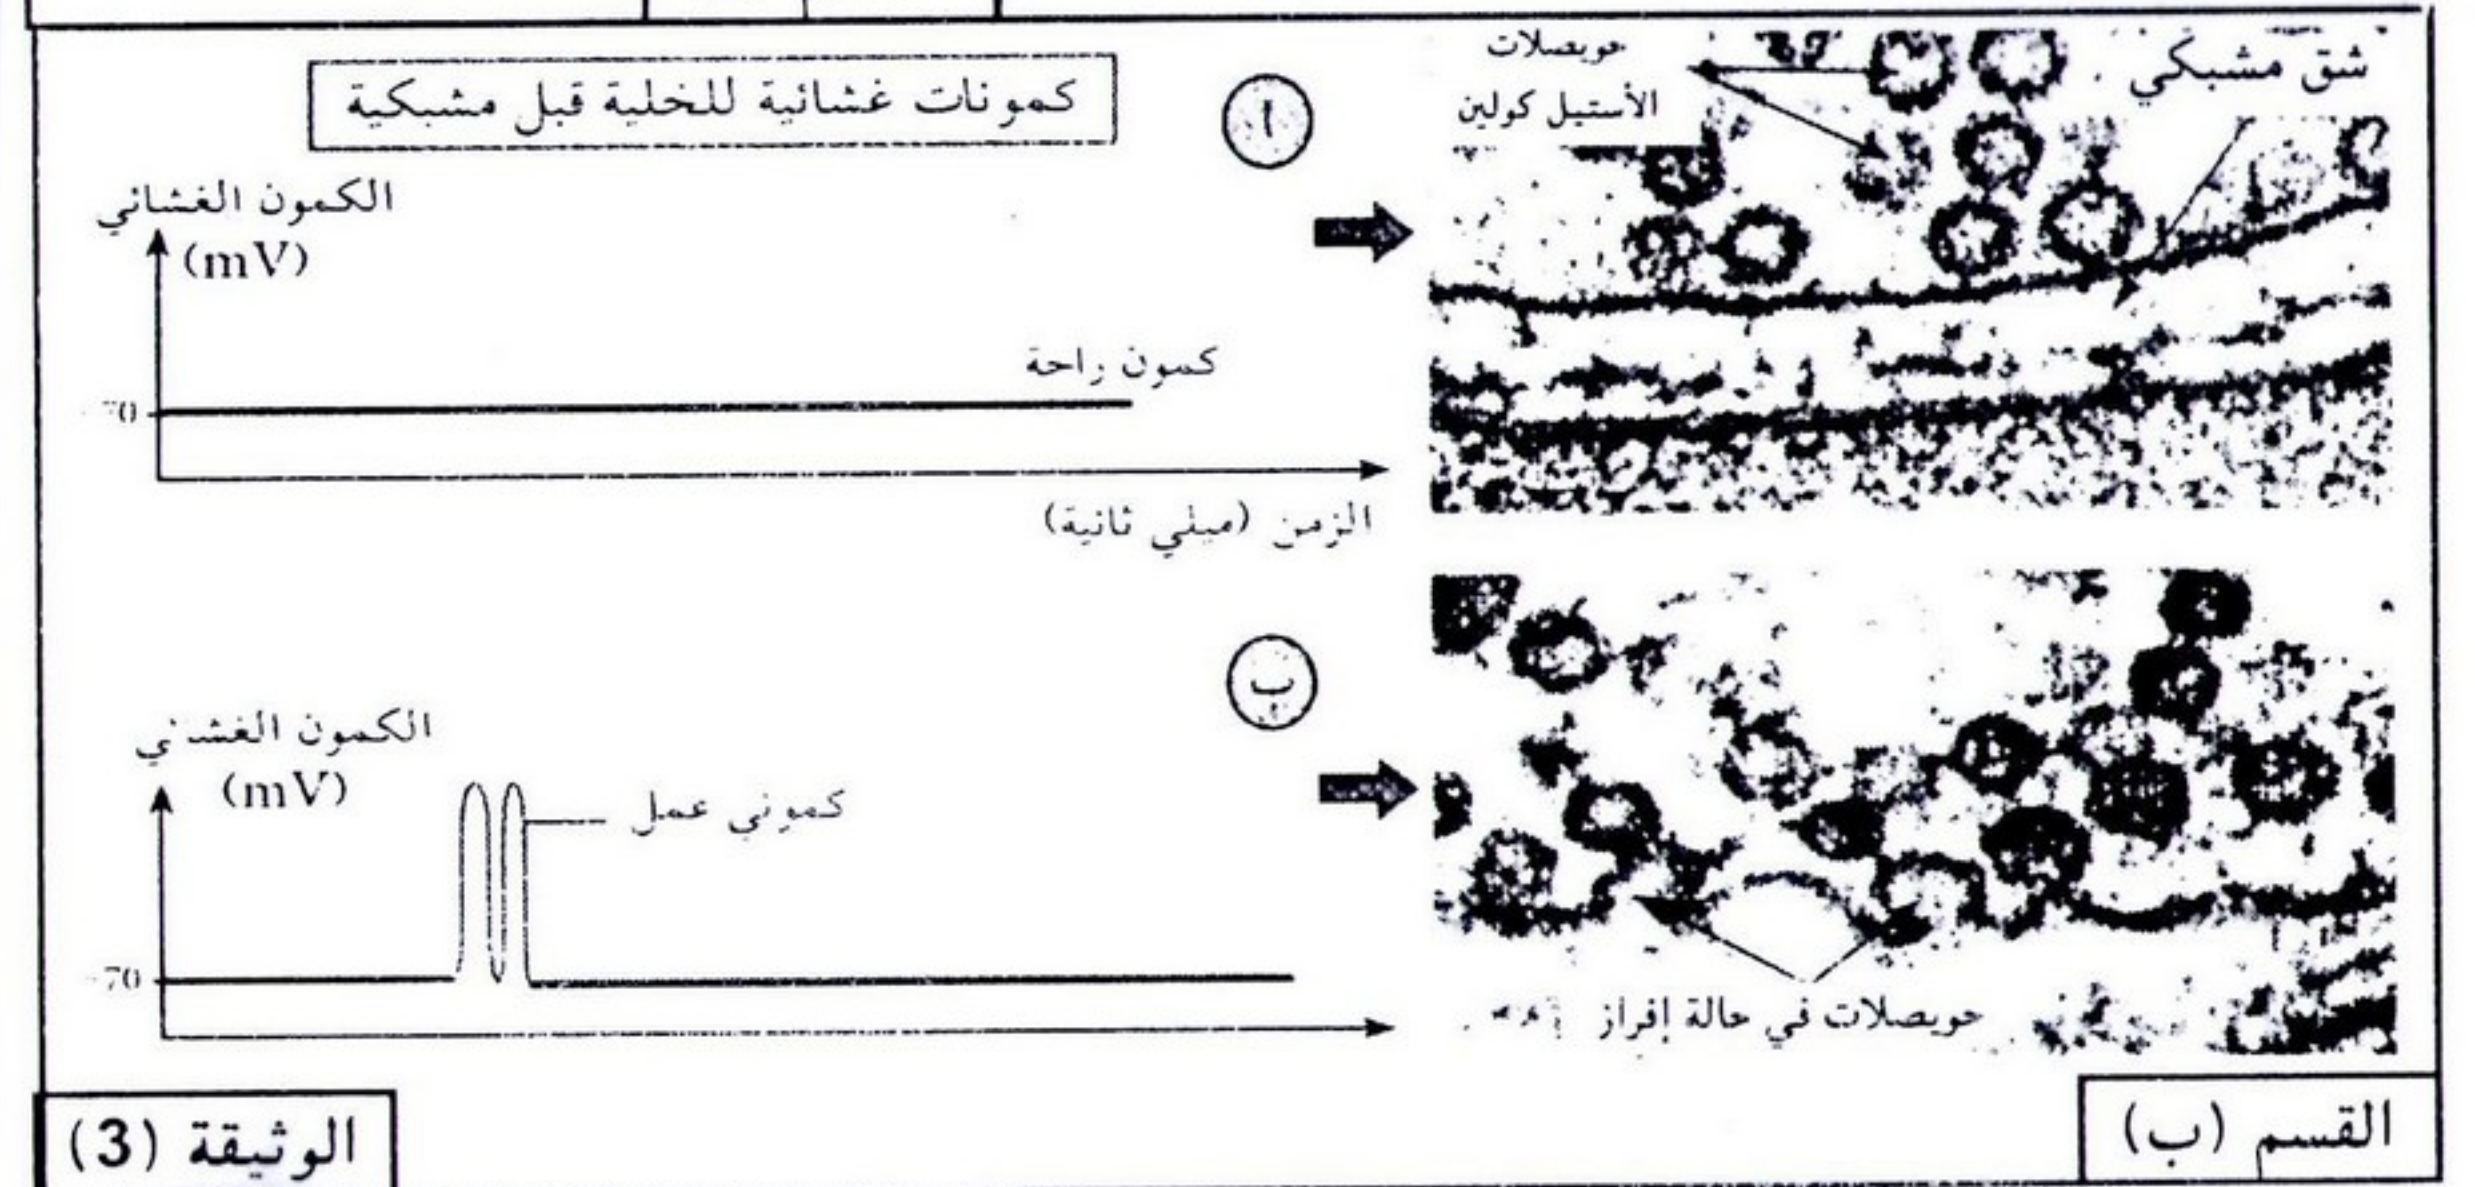 كمونات غشائية للخلية قبل مشبكية
أ
حويصلات
الأستيل كولين
شق مشبكي
الكمون الغشائي
(mV)
كمون راحة
-70
الزمن (ميلي ثانية)
ب
الكمون الغشائي
(mV)
كموني عمل
-70
حويصلات في حالة إفراز
القسم (ب)
الوثيقة (3)